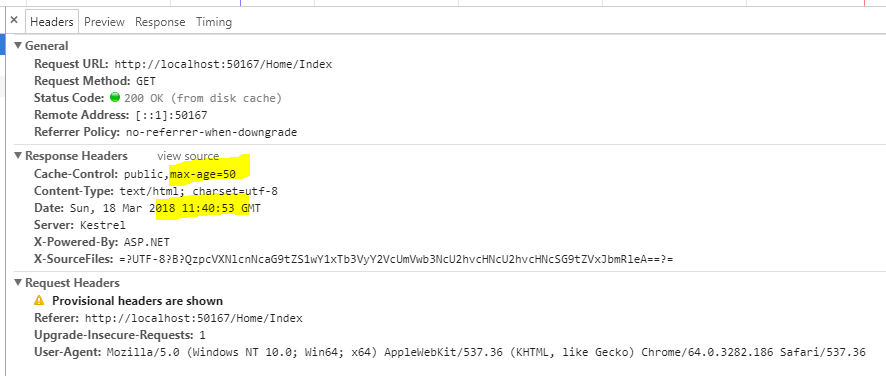 × Headers Preview Response Timing
▼ General
Request URL: http://localhost:50167/Home/Index
Request Method: GET
Status Code: 200 OK (from disk cache)
Remote Address: [::1]:50167
Referrer Policy: no-referrer-when-downgrade
▼ Response Headers view source
Cache-Control: public,max-age=50
Content-Type: text/html; charset=utf-8
Date: Sun, 18 Mar 2018 11:40:53 GMT
Server: Kestrel
X-Powered-By: ASP.NET
X-SourceFiles: =?UTF-8?B?QzpcVXNlcnNcaG9tZS1wY1xTb3VyY2VcUmVwb3NcU2hvcHNcU2hvcHNcSG9tZVxJbmRleA==?=
▼ Request Headers
Provisional headers are shown
Referer: http://localhost:50167/Home/Index
Upgrade-Insecure-Requests: 1
User-Agent: Mozilla/5.0 (Windows NT 10.0; Win64; x64) AppleWebKit/537.36 (KHTML, like Gecko) Chrome/64.0.3282.186 Safari/537.36